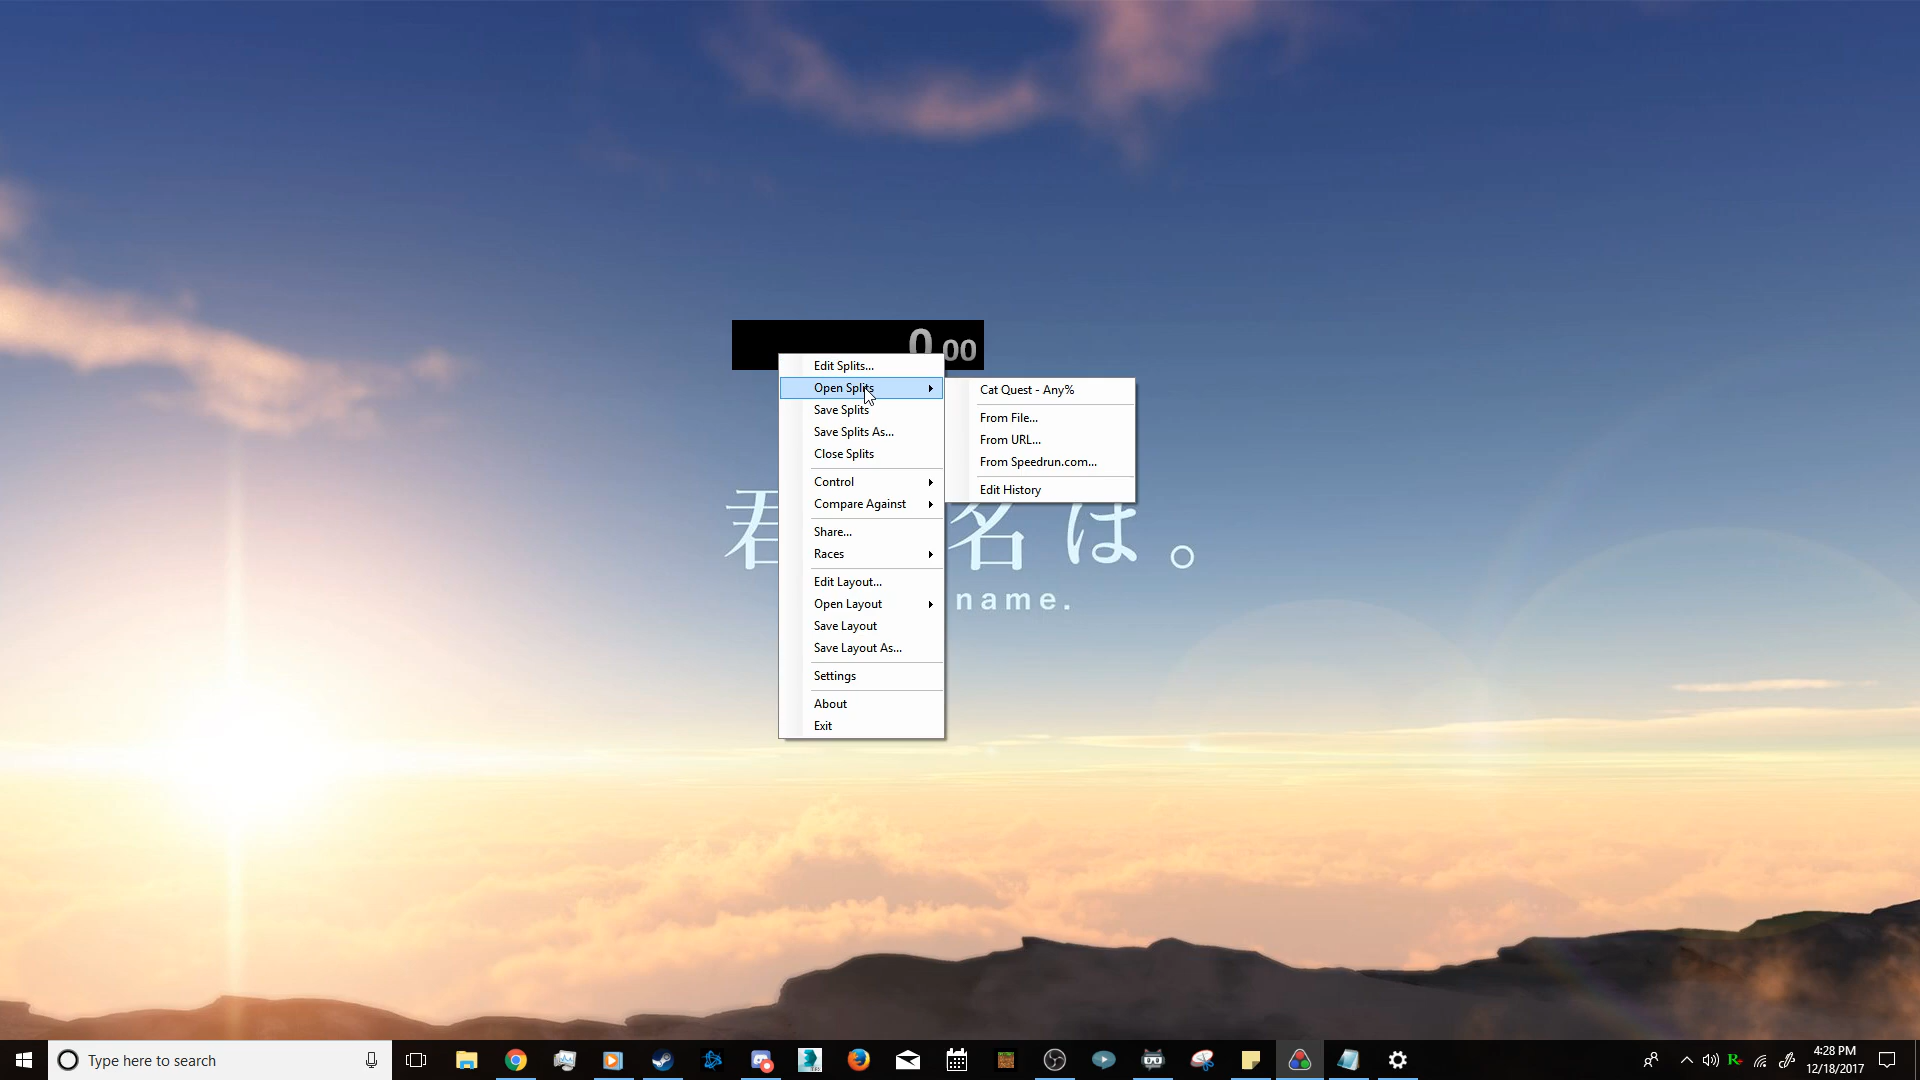 0.00
Edit Splits...
Open Splits
Save Splits
Save Splits As...
Close Splits
Control
Compare Against
Share...
Races
Edit Layout...
Open Layout
Save Layout
Save Layout As...
Settings
About
Exit
Cat Quest - Any%
From File...
From URL...
From Speedrun.com...
Edit History
君 名は。
name.
Type here to search
4:28 PM
12/18/2017